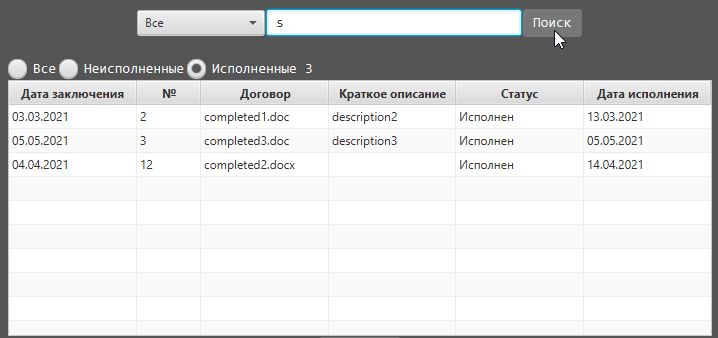 Все s Поиск
Все Неисполненные Исполненные 3
Дата заключения № Договор Краткое описание Статус Дата исполнения
03.03.2021 2 completed1.doc description2 Исполнен 13.03.2021
05.05.2021 3 completed3.doc description3 Исполнен 05.05.2021
04.04.2021 12 completed2.docx Исполнен 14.04.2021